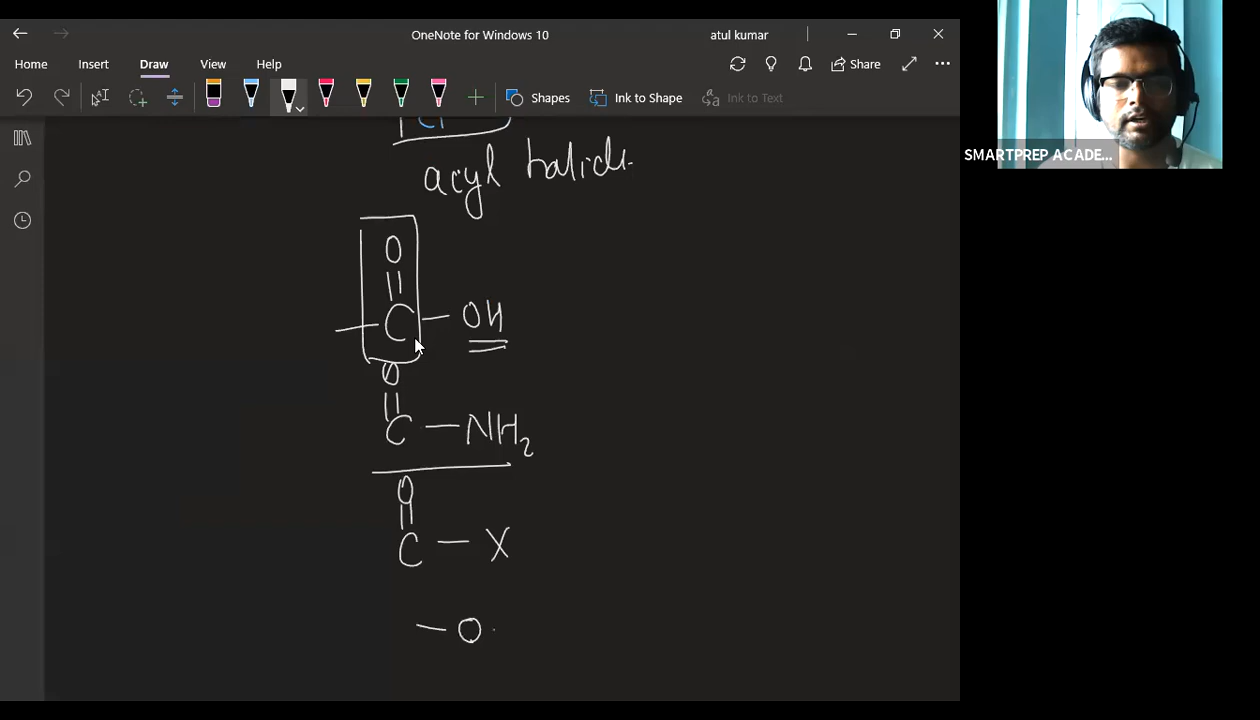 OneNote for Windows 10
atul kumar
Home Insert Draw View Help
Share
Shapes
Ink to Shape
Ink to Text
SMARTPREP ACADE...
Cl
acyl halide
O
C - OH
O
C - NH2
O
C - X
- O